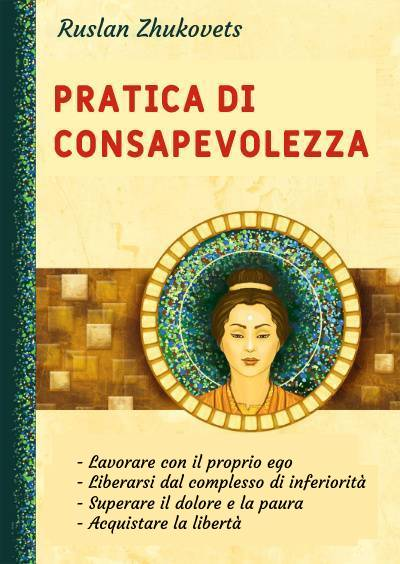 Ruslan Zhukovets
PRATICA DI
CONSAPEVOLEZZA
- Lavorare con il proprio ego
- Liberarsi dal complesso di inferiorità
- Superare il dolore e la paura
- Acquistare la libertà